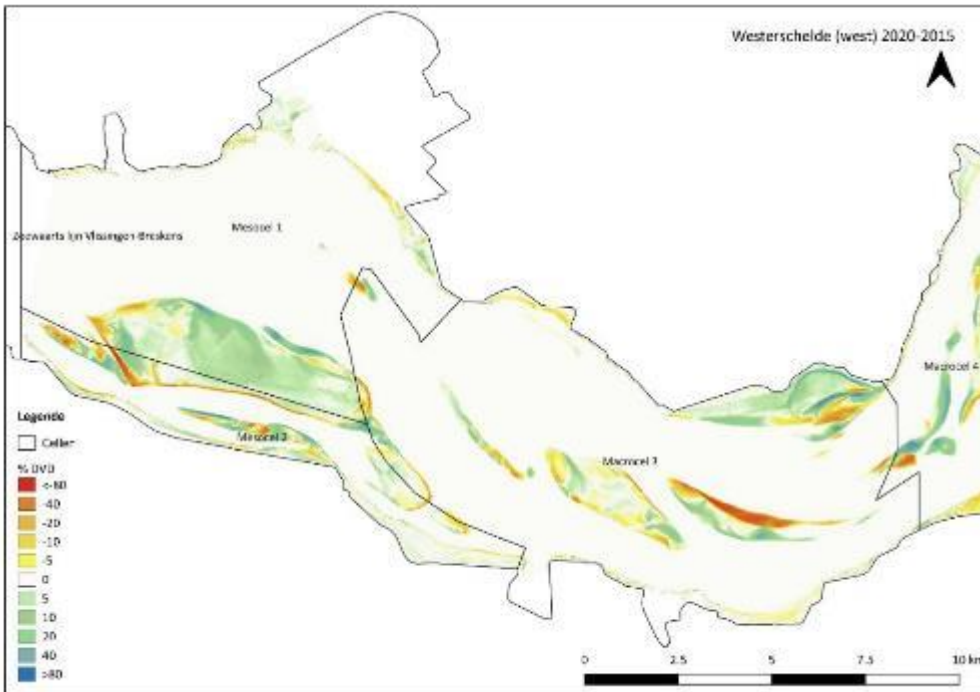 Westerschelde (west) 2020-2015
Mesocel 1
Zeewaarts lijn Vlissingen-Breskens
Macrocel 4
Legende
Cellen
Mesocel 2
Macrocel 3
% DVD
<-80
-40
-20
-10
-5
0
5
10
20
40
>80
0 2.5 5 7.5 10 km